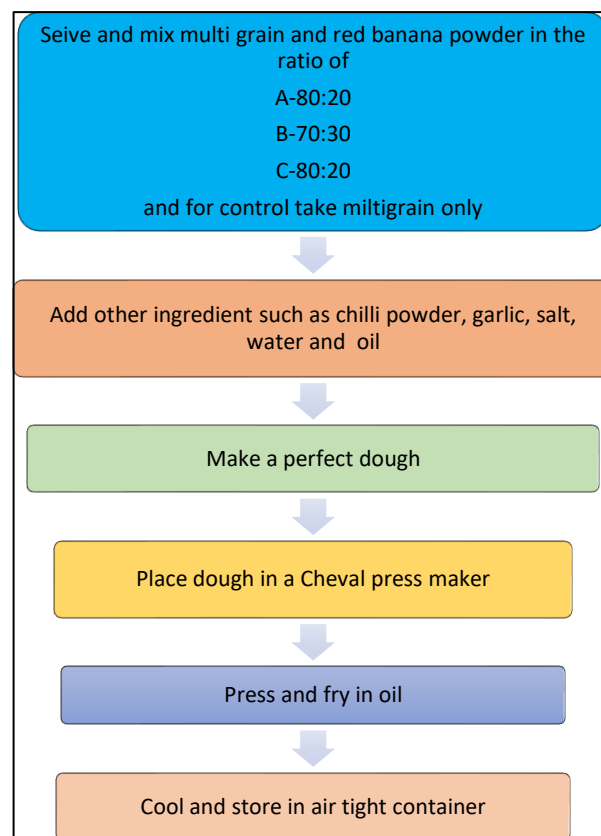 Seive and mix multi grain and red banana powder in the
ratio of
A-80:20
B-70:30
C-80:20
and for control take miltigrain only
Add other ingredient such as chilli powder, garlic, salt,
water and oil
Make a perfect dough
Place dough in a Cheval press maker
Press and fry in oil
Cool and store in air tight container